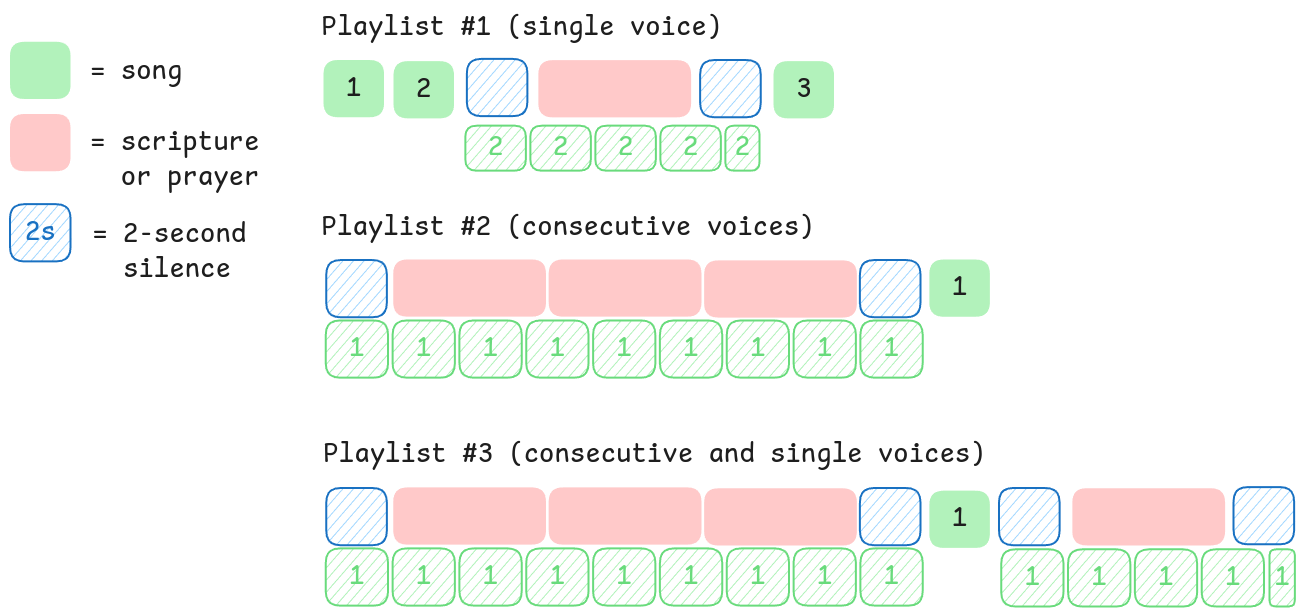 Playlist #1 (single voice)
= song
1 2 3
2 2 2 2 2
= scripture
or prayer
2s = 2-second
silence
Playlist #2 (consecutive voices)
1
1 1 1 1 1 1 1 1 1
Playlist #3 (consecutive and single voices)
1
1 1 1 1 1 1 1 1 1 1 1 1 1 1